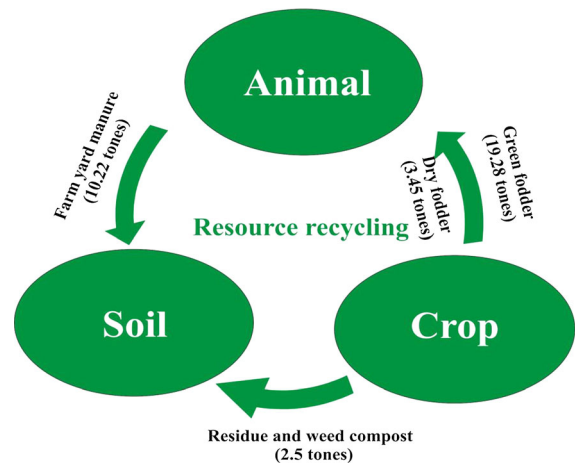 Animal
Farm yard manure
(10.22 tones)
Green fodder
(19.28 tones)
Dry fodder
(3.45 tones)
Resource recycling
Soil
Crop
Residue and weed compost
(2.5 tones)